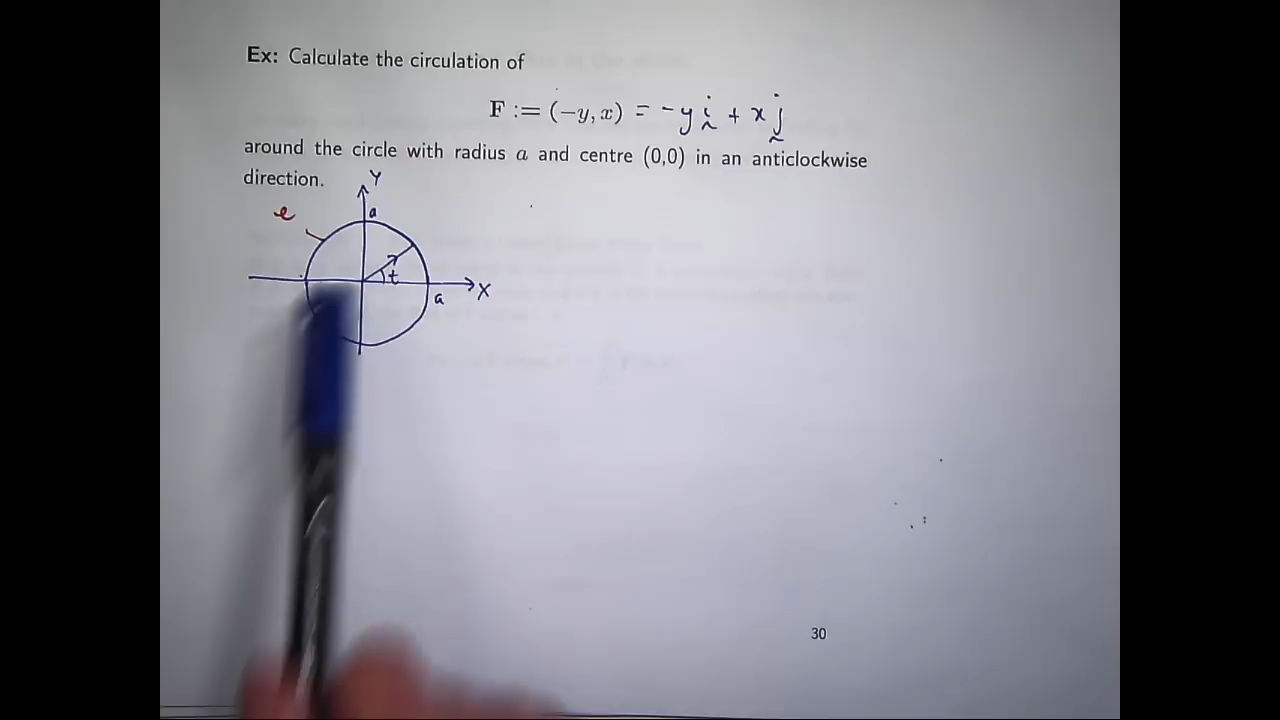 Ex: Calculate the circulation of
F := (−y, x) = -y i + x j
around the circle with radius a and centre (0,0) in an anticlockwise
direction.
Y
a
t
a
X
30